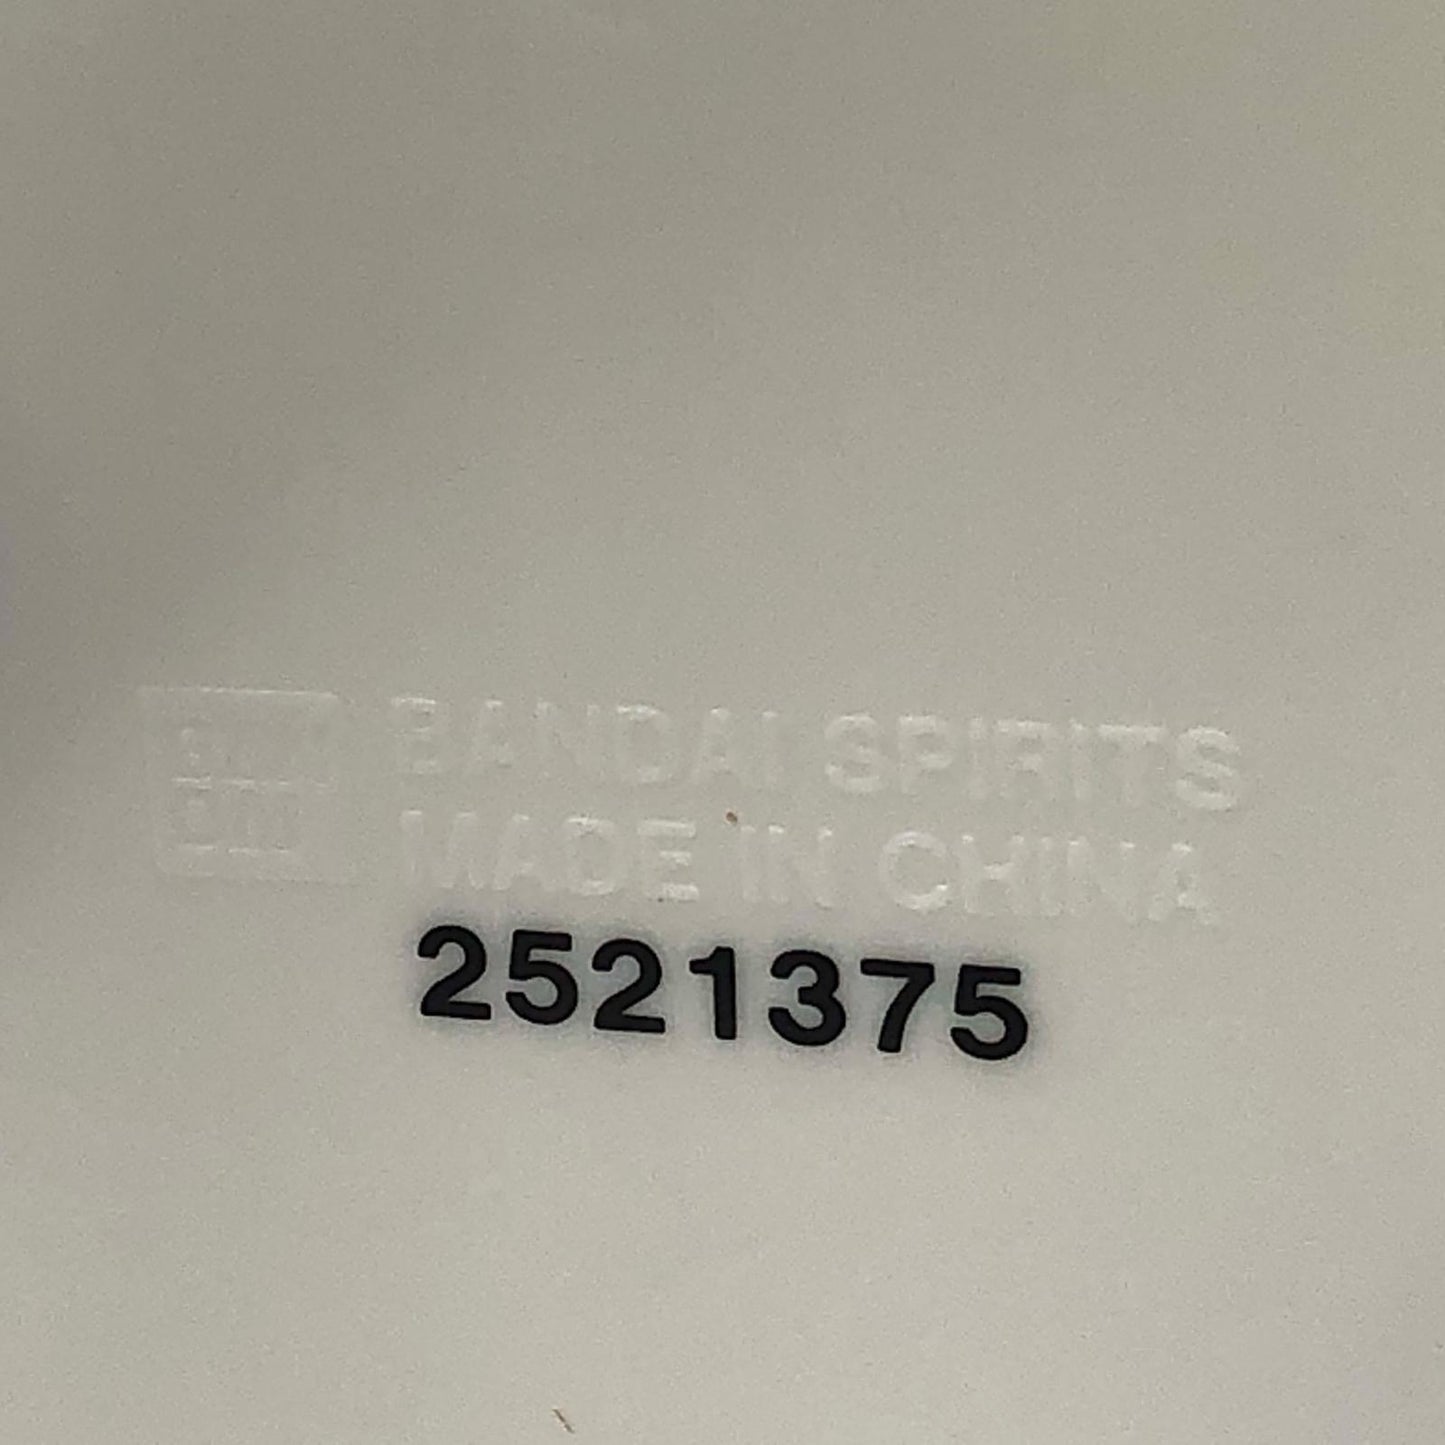 BANDAI SPIRITS
MADE IN CHINA
2521375